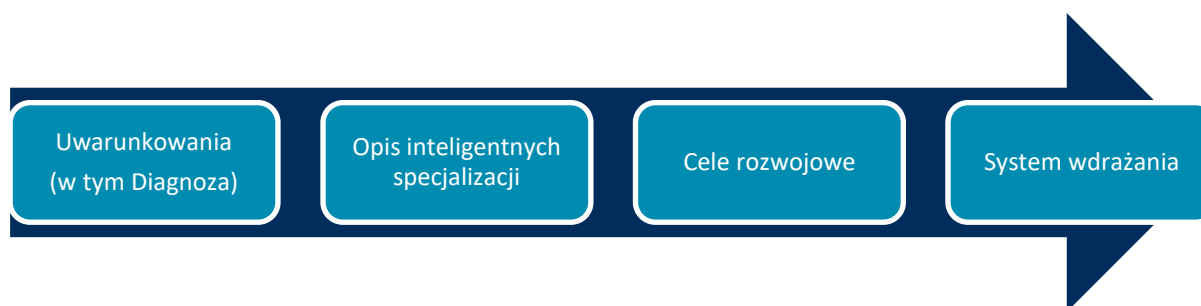 Uwarunkowania
(w tym Diagnoza)
Opis inteligentnych
specjalizacji
Cele rozwojowe
System wdrażania